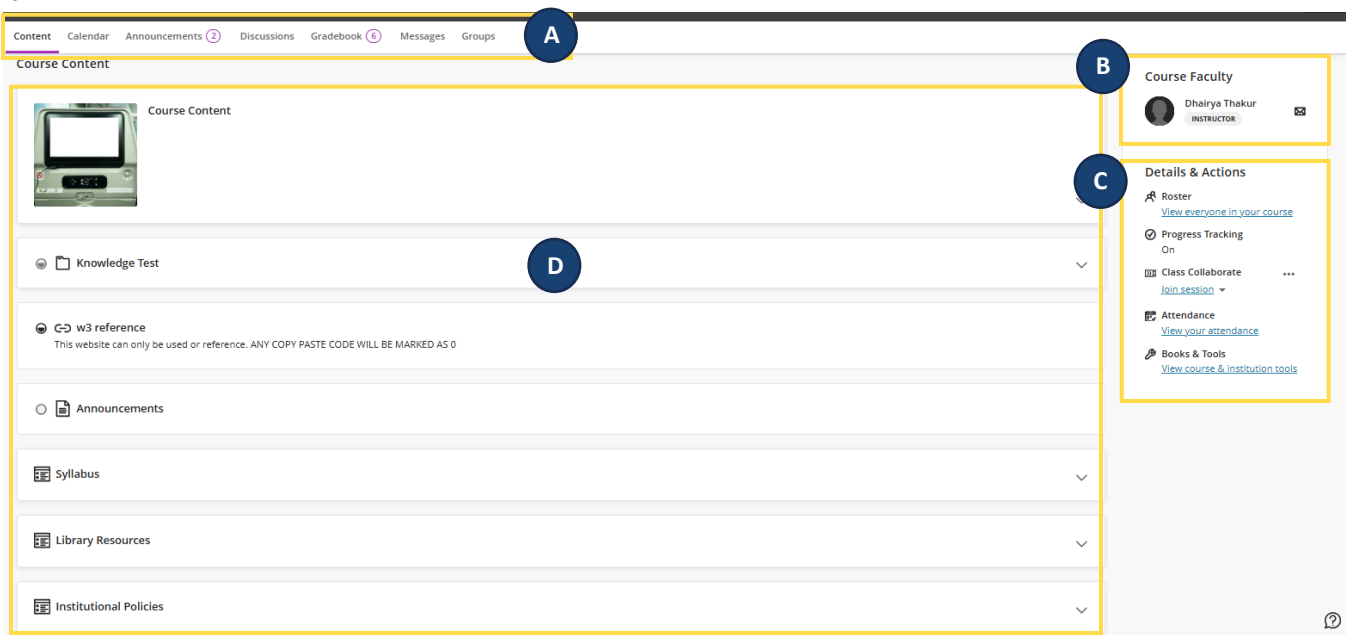 Content Calendar Announcements 2 Discussions Gradebook 6 Messages Groups
A
Course Content
Course Content
Knowledge Test
D
w3 reference
This website can only be used or reference. ANY COPY PASTE CODE WILL BE MARKED AS 0
Announcements
Syllabus
Library Resources
Institutional Policies
B
Course Faculty
Dhairya Thakur
INSTRUCTOR
C
Details & Actions
Roster
View everyone in your course
Progress Tracking
On
Class Collaborate
Join session
Attendance
View your attendance
Books & Tools
View course & institution tools